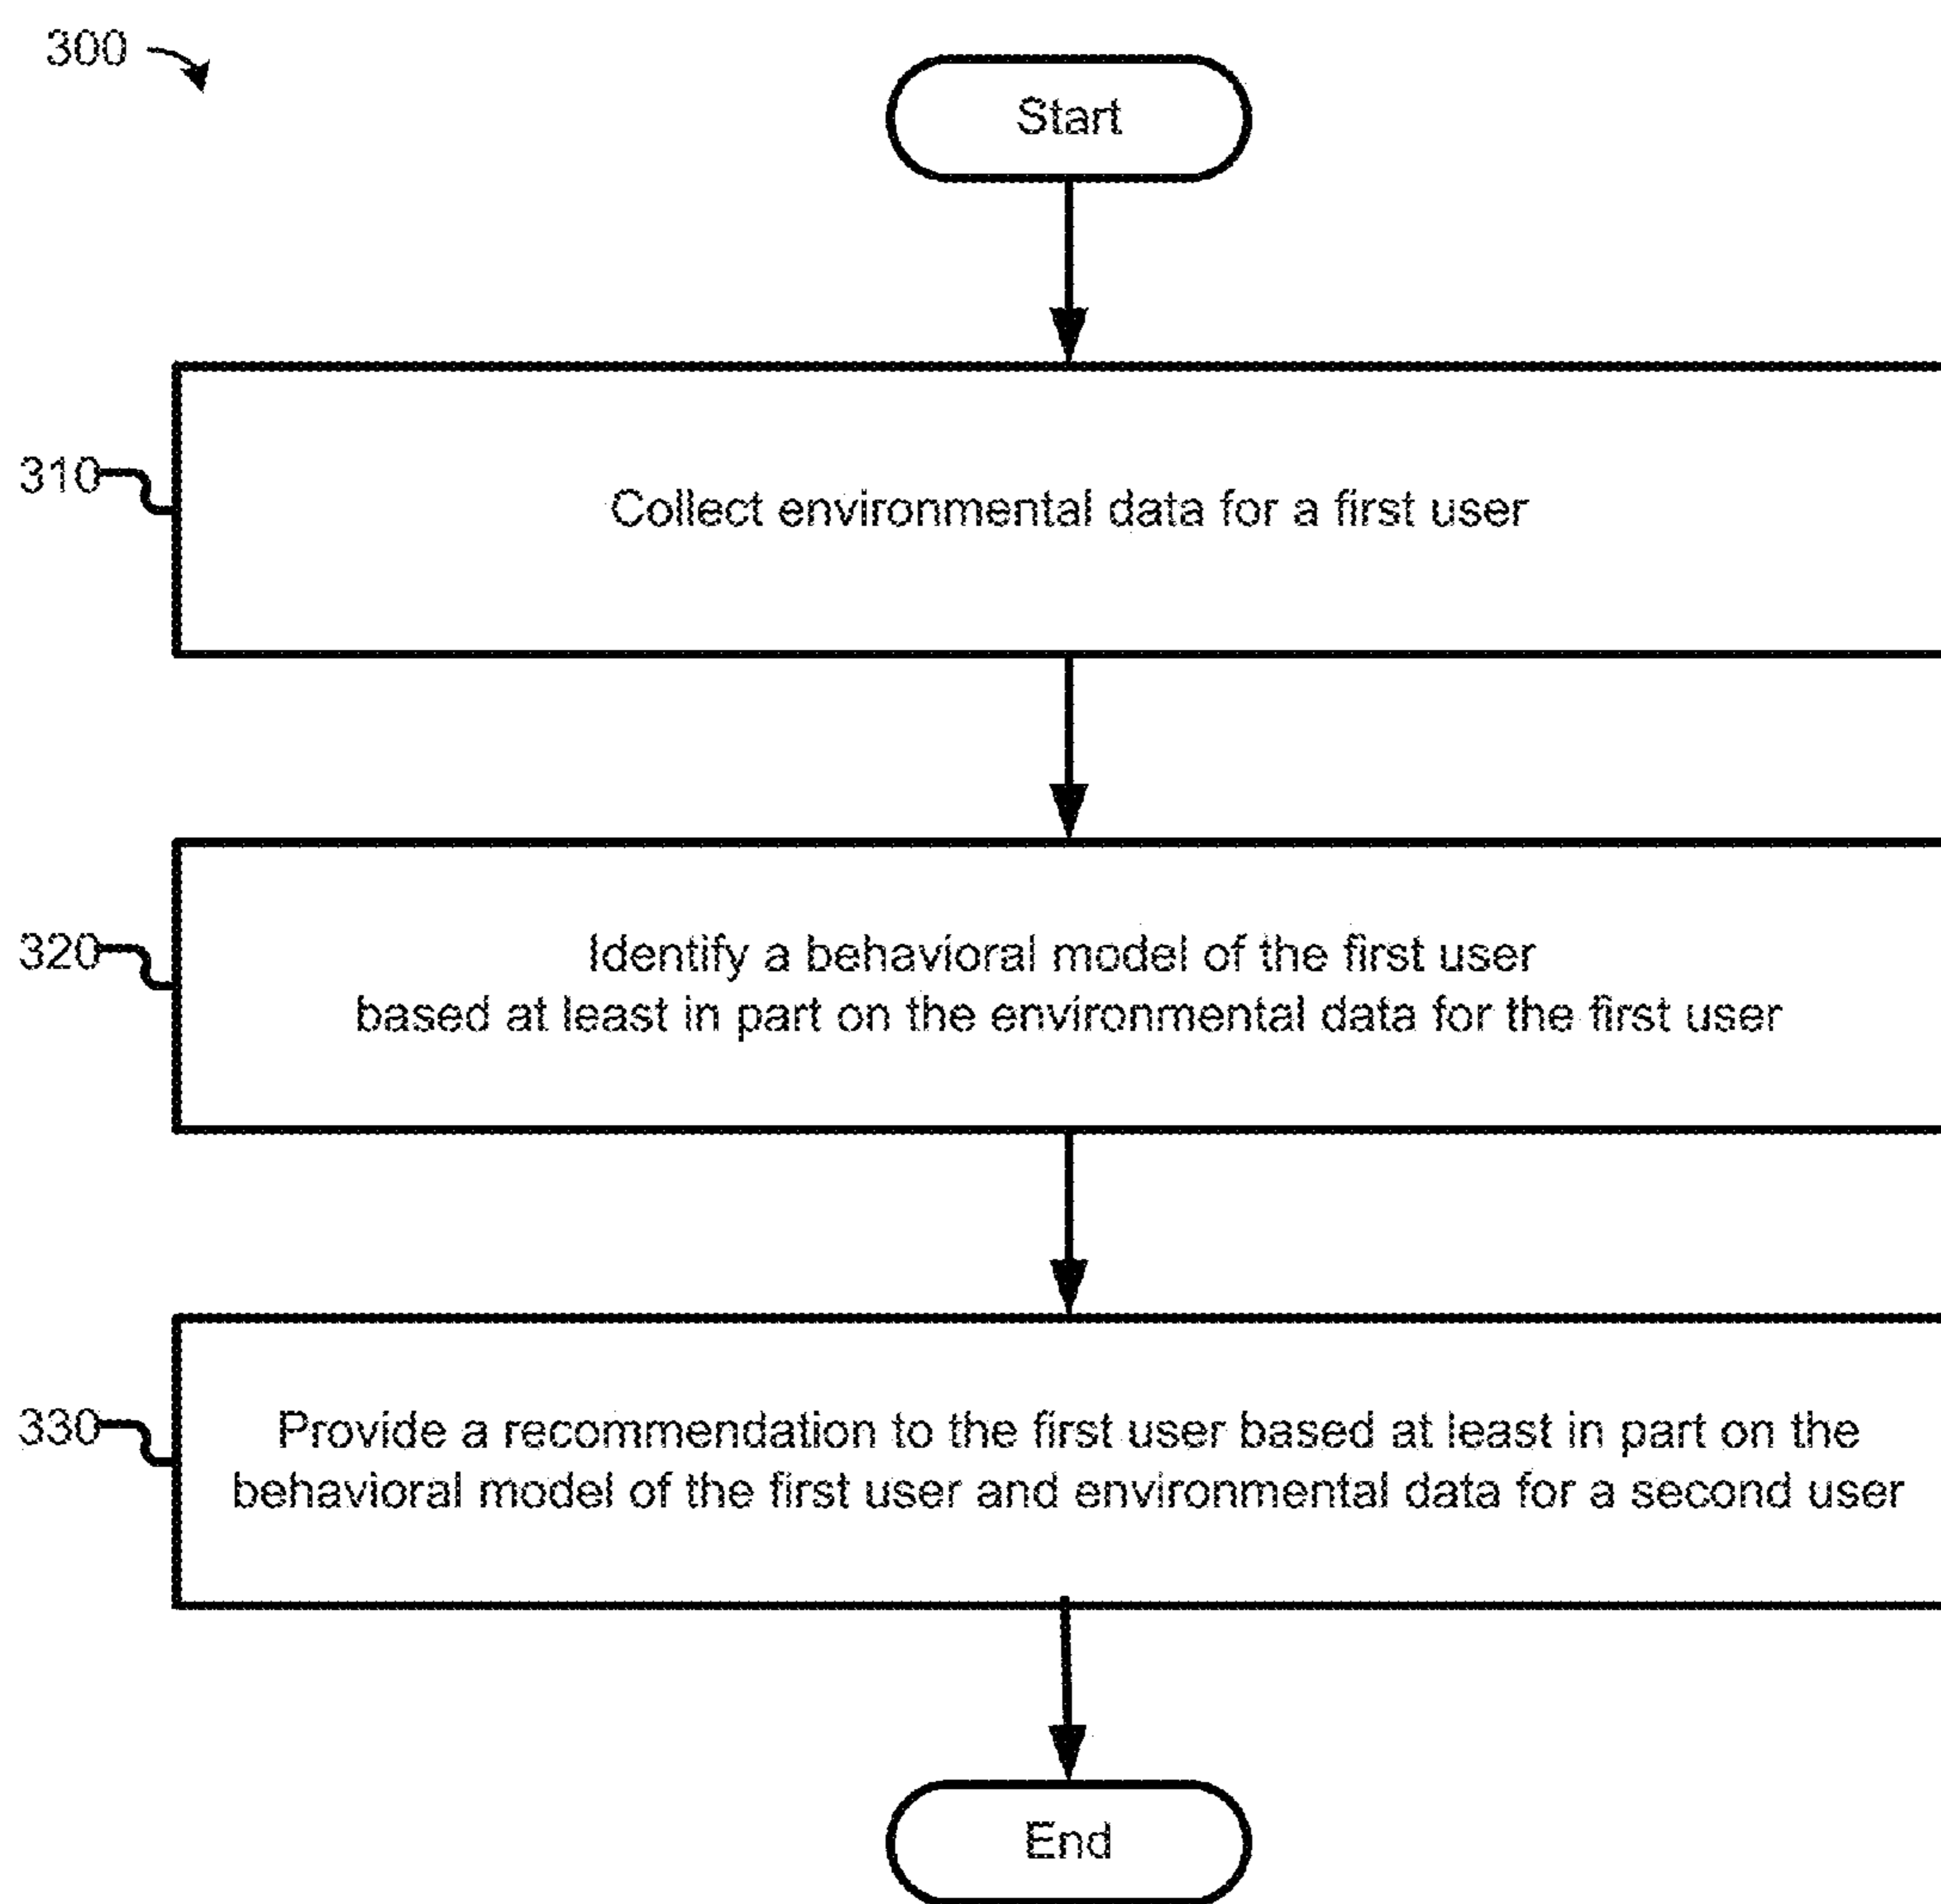 300
Start
310
Collect environmental data for a first user
320
Identify a behavioral model of the first user
based at least in part on the environmental data for the first user
330
Provide a recommendation to the first user based at least in part on the
behavioral model of the first user and environmental data for a second user
End